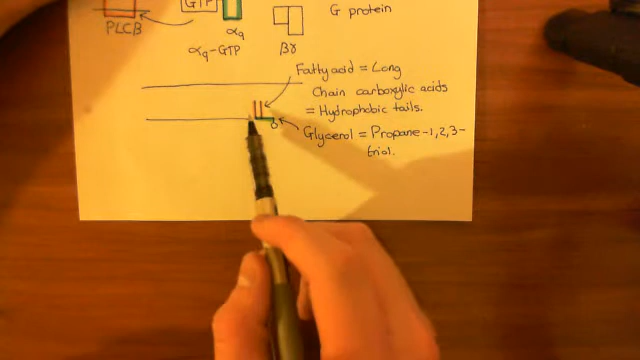 GTP
G protein
PLCB
αq
αq-GTP
βγ
Fatty acid = Long
Chain carboxylic acids
= Hydrophobic tails.
Glycerol = Propane-1,2,3-
trial.